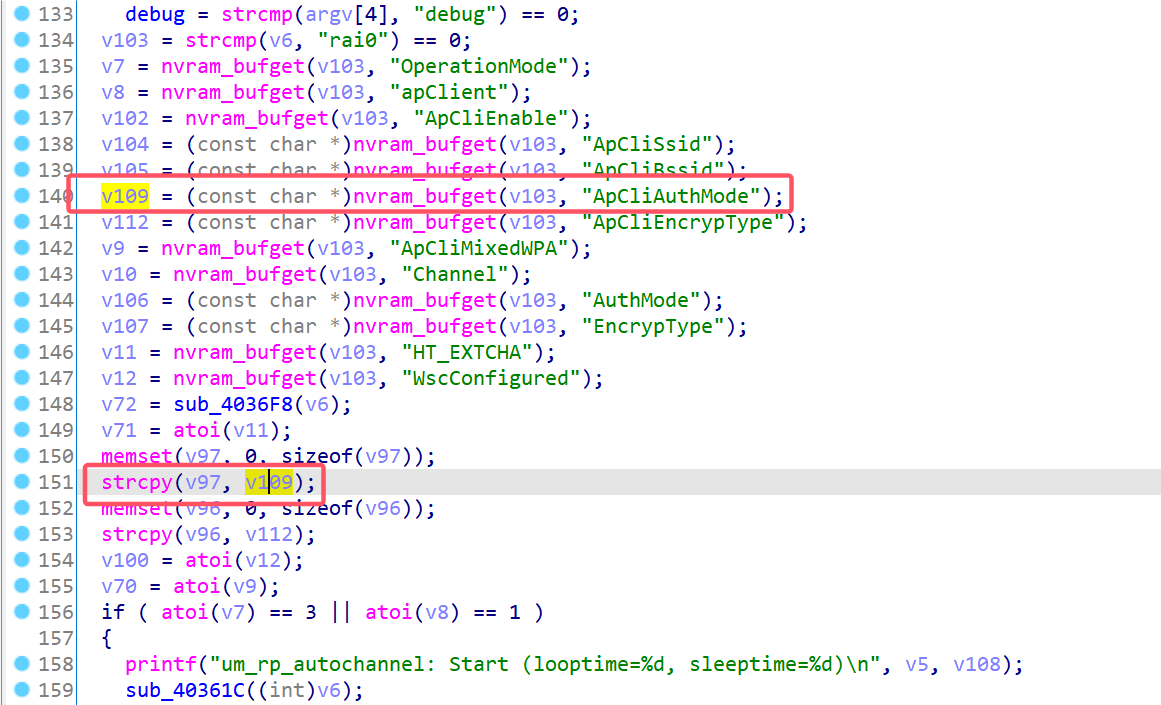 133 debug = strcmp(argv[4], "debug") == 0;
134 v103 = strcmp(v6, "rai0") == 0;
135 v7 = nvram_bufget(v103, "OperationMode");
136 v8 = nvram_bufget(v103, "apClient");
137 v102 = nvram_bufget(v103, "ApCliEnable");
138 v104 = (const char *)nvram_bufget(v103, "ApCliSsid");
139 v105 = (const char *)nvram_bufget(v103, "ApCliBssid");
140 v109 = (const char *)nvram_bufget(v103, "ApCliAuthMode");
141 v112 = (const char *)nvram_bufget(v103, "ApCliEncrypType");
142 v9 = nvram_bufget(v103, "ApCliMixedWPA");
143 v10 = nvram_bufget(v103, "Channel");
144 v106 = (const char *)nvram_bufget(v103, "AuthMode");
145 v107 = (const char *)nvram_bufget(v103, "EncrypType");
146 v11 = nvram_bufget(v103, "HT_EXTCHA");
147 v12 = nvram_bufget(v103, "WscConfigured");
148 v72 = sub_4036F8(v6);
149 v71 = atoi(v11);
150 memset(v97, 0, sizeof(v97));
151 strcpy(v97, v109);
152 memset(v96, 0, sizeof(v96));
153 strcpy(v96, v112);
154 v100 = atoi(v12);
155 v70 = atoi(v9);
156 if ( atoi(v7) == 3 || atoi(v8) == 1 )
157 {
158 printf("um_rp_autochannel: Start (looptime=%d, sleeptime=%d)\n", v5, v108);
159 sub_40361C((int)v6);